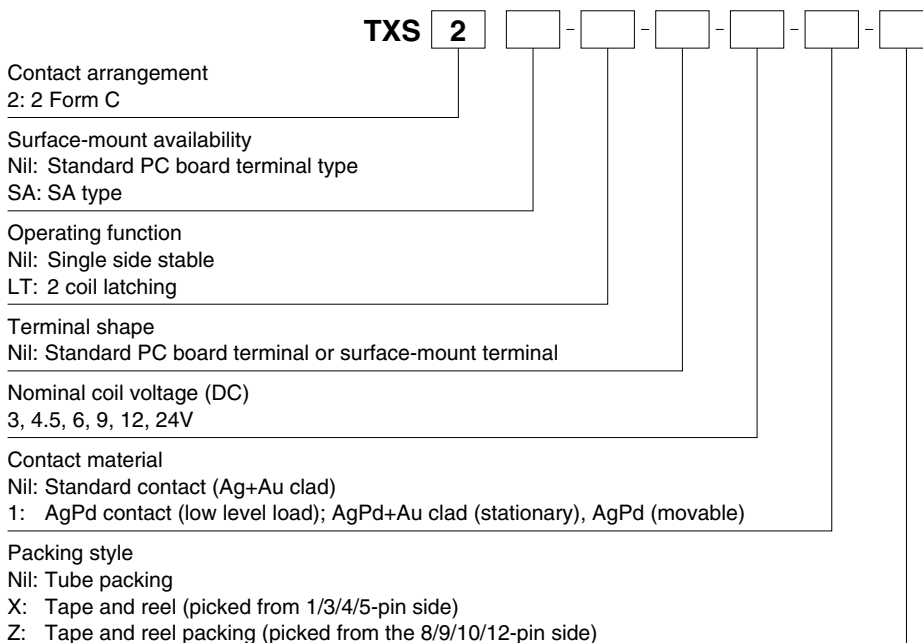 TXS 2 - - - - -
Contact arrangement
2: 2 Form C
Surface-mount availability
Nil: Standard PC board terminal type
SA: SA type
Operating function
Nil: Single side stable
LT: 2 coil latching
Terminal shape
Nil: Standard PC board terminal or surface-mount terminal
Nominal coil voltage (DC)
3, 4.5, 6, 9, 12, 24V
Contact material
Nil: Standard contact (Ag+Au clad)
1: AgPd contact (low level load); AgPd+Au clad (stationary), AgPd (movable)
Packing style
Nil: Tube packing
X: Tape and reel (picked from 1/3/4/5-pin side)
Z: Tape and reel packing (picked from the 8/9/10/12-pin side)